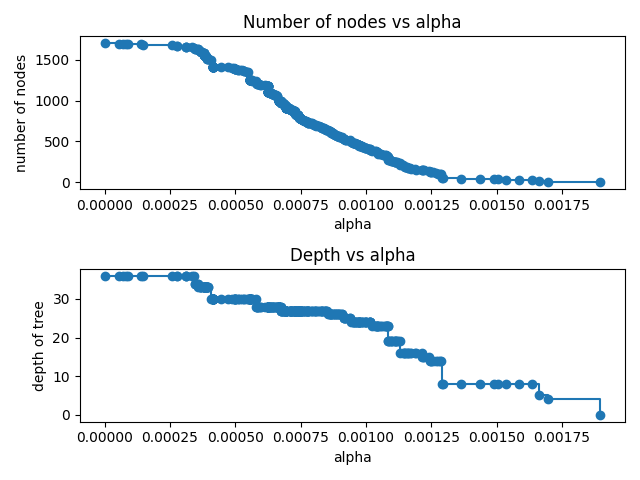 Number of nodes vs alpha
number of nodes
1500
1000
500
0
0.00000 0.00025 0.00050 0.00075 0.00100 0.00125 0.00150 0.00175
alpha
Depth vs alpha
depth of tree
30
20
10
0
0.00000 0.00025 0.00050 0.00075 0.00100 0.00125 0.00150 0.00175
alpha